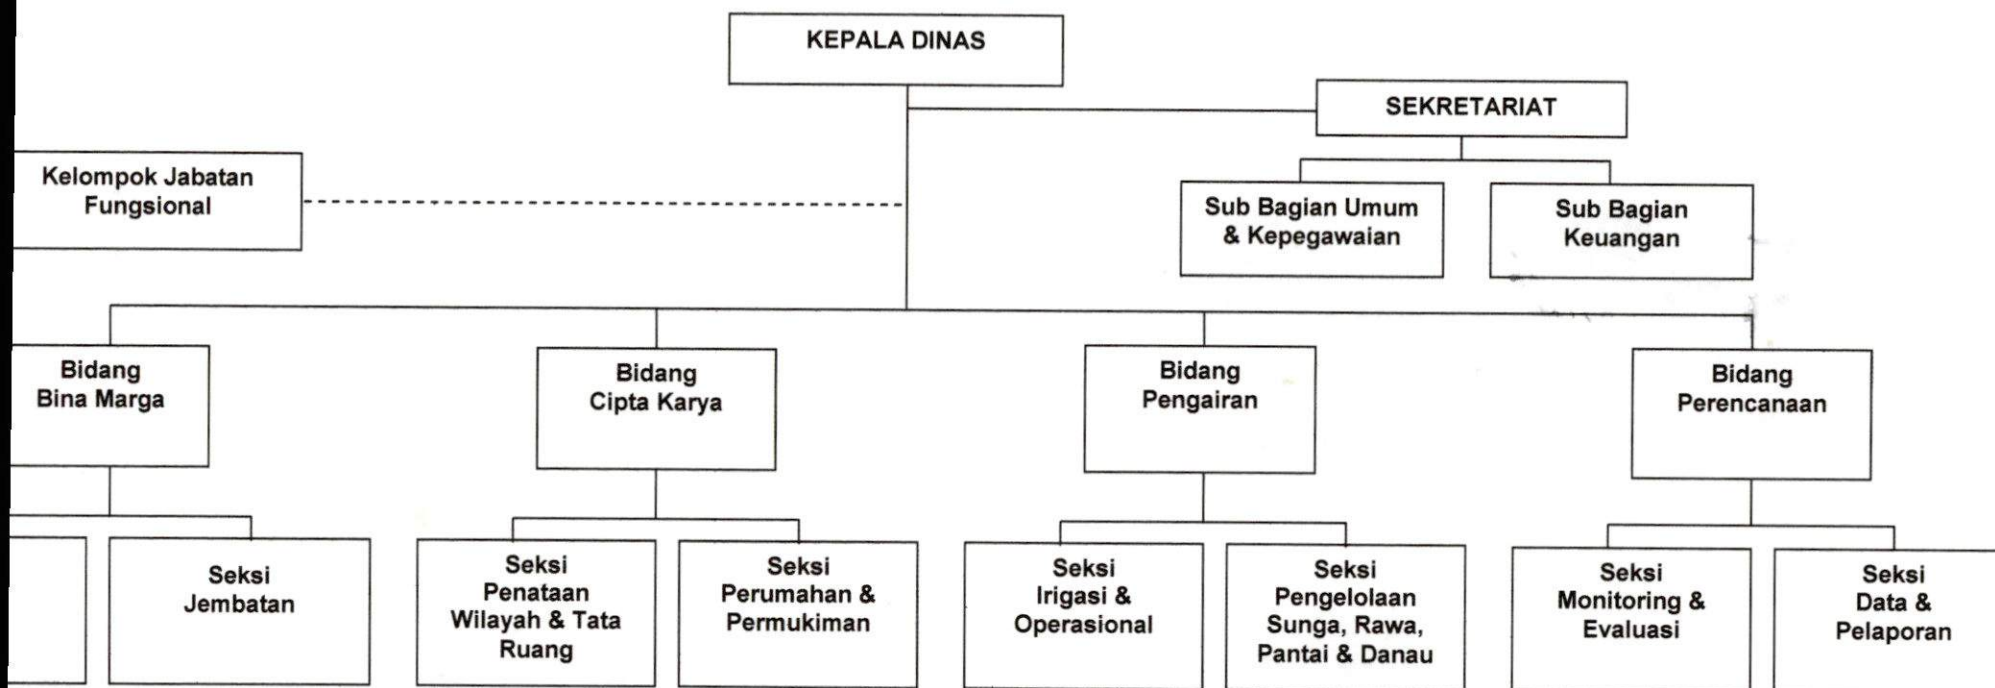 KEPALA DINAS
SEKRETARIAT
Kelompok Jabatan
Fungsional
Sub Bagian Umum
& Kepegawaian
Sub Bagian
Keuangan
Bidang
Bina Marga
Bidang
Cipta Karya
Bidang
Pengairan
Bidang
Perencanaan
Seksi
Jembatan
Seksi
Penataan
Wilayah & Tata
Ruang
Seksi
Perumahan &
Permukiman
Seksi
Irigasi &
Operasional
Seksi
Pengelolaan
Sunga, Rawa,
Pantai & Danau
Seksi
Monitoring &
Evaluasi
Seksi
Data &
Pelaporan